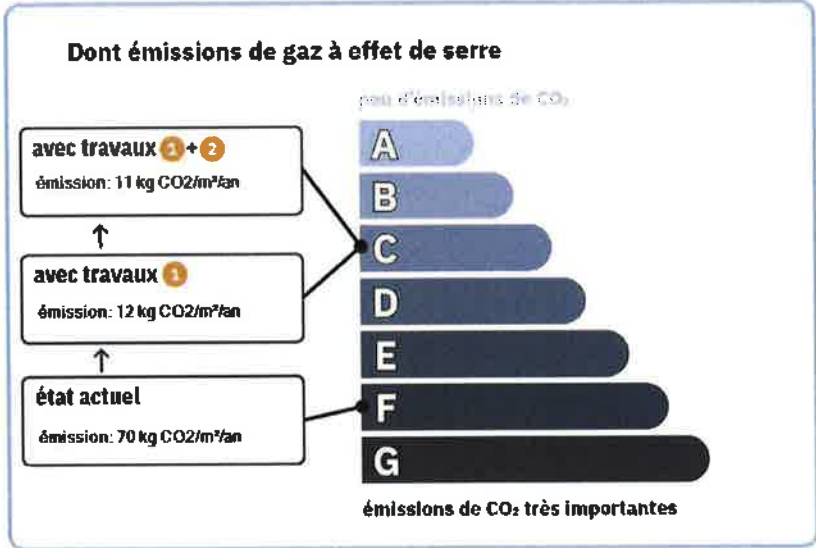 Dont émissions de gaz à effet de serre
peu d'émissions de CO₂
avec travaux 1 + 2
émission: 11 kg CO2/m²/an
A
B
C
avec travaux 1
émission: 12 kg CO2/m²/an
D
E
état actuel
émission: 70 kg CO2/m²/an
F
G
émissions de CO₂ très importantes